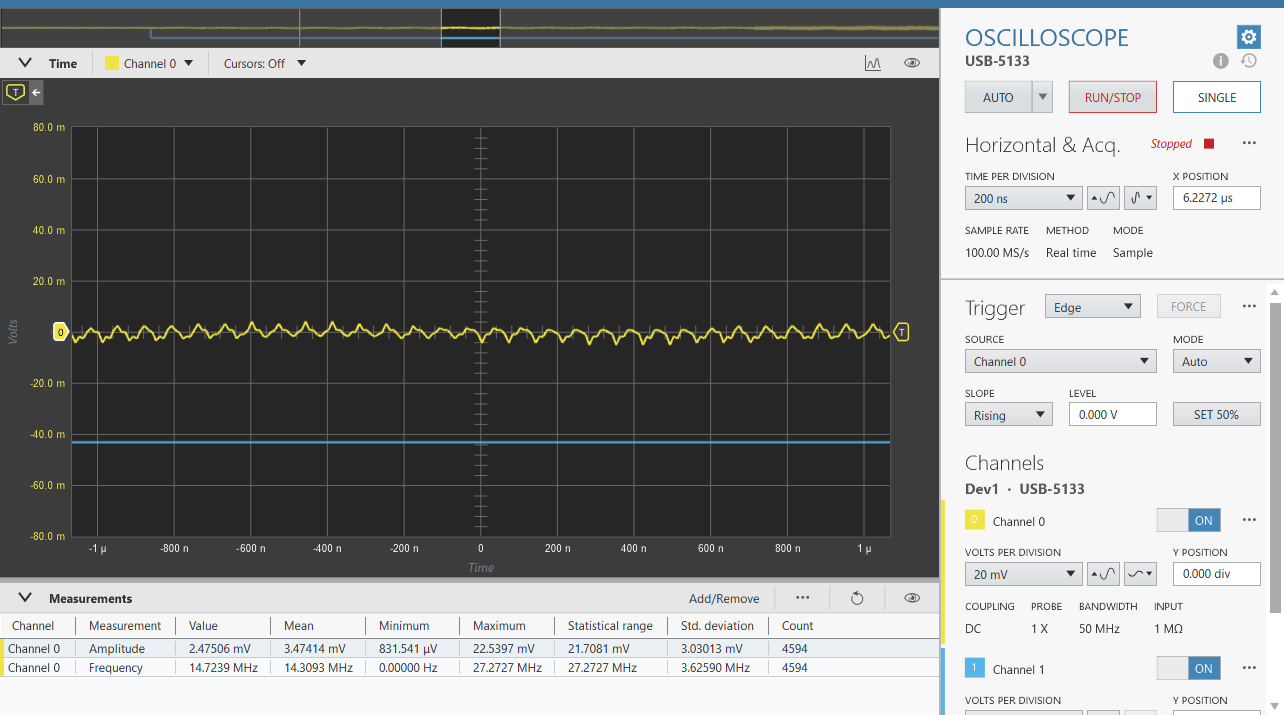 Time Channel 0 Cursors: Off
T
80.0 m
60.0 m
40.0 m
20.0 m
0
T
-20.0 m
-40.0 m
-60.0 m
-80.0 m
Volts
-1 µ -800 n -600 n -400 n -200 n 0 200 n 400 n 600 n 800 n 1 µ
Time
Measurements Add/Remove
Channel Measurement Value Mean Minimum Maximum Statistical range Std. deviation Count
Channel 0 Amplitude 2.47506 mV 3.47414 mV 831.541 µV 22.5397 mV 21.7081 mV 3.03013 mV 4594
Channel 0 Frequency 14.7239 MHz 14.3093 MHz 0.00000 Hz 27.2727 MHz 27.2727 MHz 3.62590 MHz 4594
OSCILLOSCOPE
USB-5133
AUTO RUN/STOP SINGLE
Horizontal & Acq. Stopped
TIME PER DIVISION X POSITION
200 ns 6.2272 µs
SAMPLE RATE METHOD MODE
100.00 MS/s Real time Sample
Trigger Edge FORCE
SOURCE MODE
Channel 0 Auto
SLOPE LEVEL
Rising 0.000 V SET 50%
Channels
Dev1 · USB-5133
0 Channel 0 ON
VOLTS PER DIVISION Y POSITION
20 mV 0.000 div
COUPLING PROBE BANDWIDTH INPUT
DC 1 X 50 MHz 1 MΩ
1 Channel 1 ON
VOLTS PER DIVISION Y POSITION